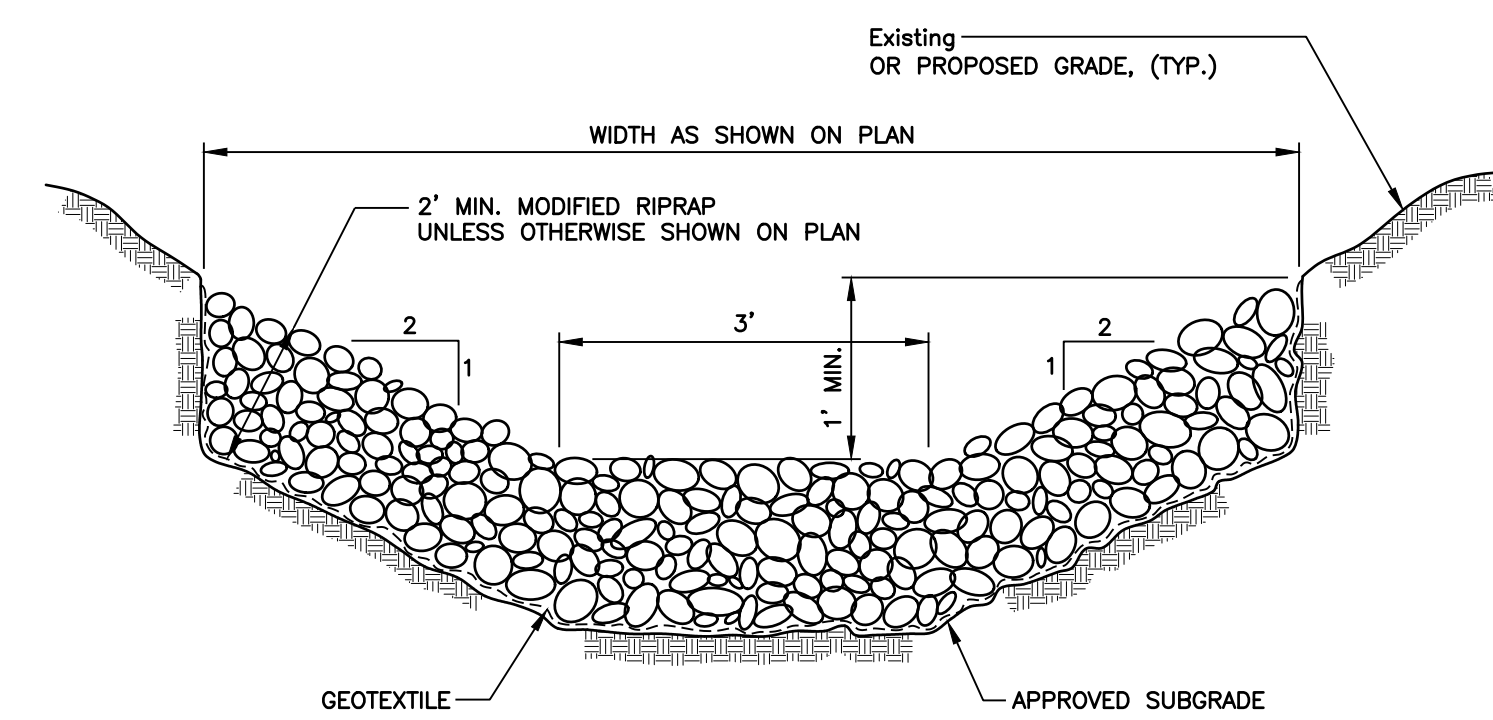 Existing
OR PROPOSED GRADE, (TYP.)
WIDTH AS SHOWN ON PLAN
2' MIN. MODIFIED RIPRAP
UNLESS OTHERWISE SHOWN ON PLAN
2
1
3'
1' MIN.
2
1
GEOTEXTILE
APPROVED SUBGRADE